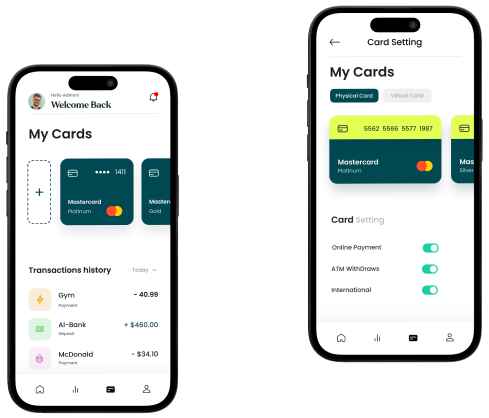 Hello Admon!
Welcome Back
My Cards
+
•••• 1411
Mastercard
Platinum
Mastercard
Gold
Transactions history
Today
Gym
Payment
- 40.99
AI-Bank
Deposit
+ $460.00
McDonald
Payment
- $34.10
Card Setting
My Cards
Physical Card
Virtual Card
5562 5566 5577 1987
Mastercard
Platinum
Mas
Silver
Card Setting
Online Payment
ATM WithDraws
International